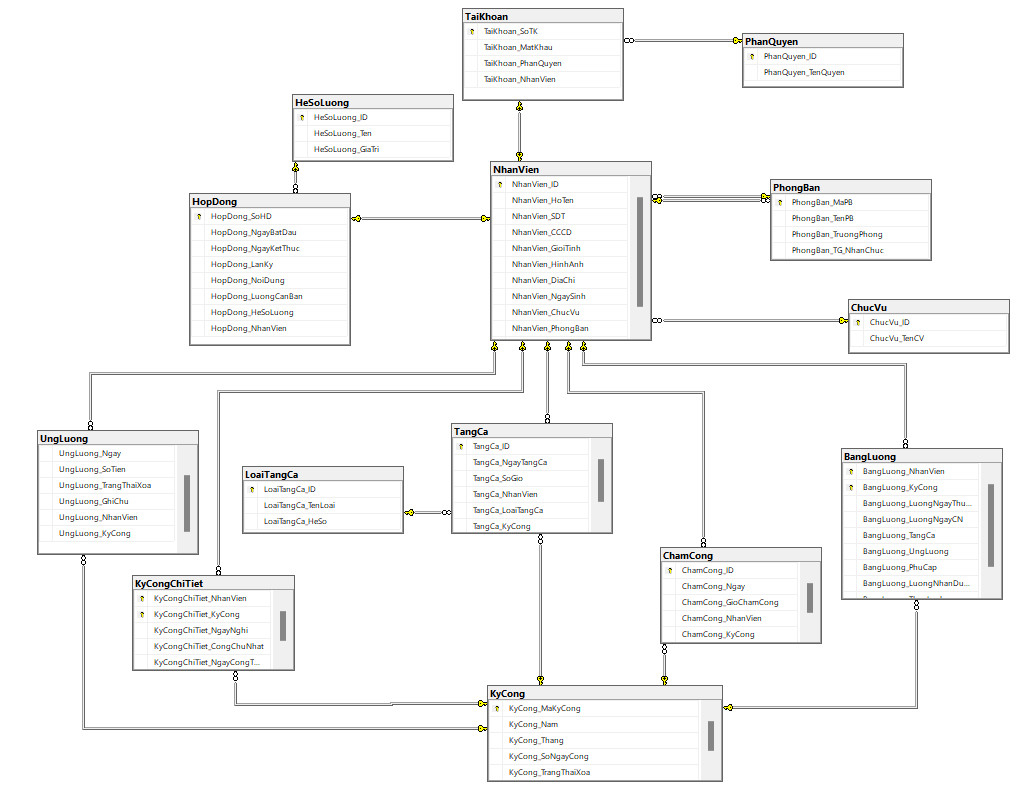 TaiKhoan
TaiKhoan_SoTK
TaiKhoan_MatKhau
TaiKhoan_PhanQuyen
TaiKhoan_NhanVien
PhanQuyen
PhanQuyen_ID
PhanQuyen_TenQuyen
HeSoLuong
HeSoLuong_ID
HeSoLuong_Ten
HeSoLuong_GiaTri
NhanVien
NhanVien_ID
NhanVien_HoTen
NhanVien_SDT
NhanVien_CCCD
NhanVien_GioiTinh
NhanVien_HinhAnh
NhanVien_DiaChi
NhanVien_NgaySinh
NhanVien_ChucVu
NhanVien_PhongBan
PhongBan
PhongBan_MaPB
PhongBan_TenPB
PhongBan_TruongPhong
PhongBan_TG_NhanChuc
HopDong
HopDong_SoHD
HopDong_NgayBatDau
HopDong_NgayKetThuc
HopDong_LanKy
HopDong_NoiDung
HopDong_LuongCanBan
HopDong_HeSoLuong
HopDong_NhanVien
ChucVu
ChucVu_ID
ChucVu_TenCV
UngLuong
UngLuong_Ngay
UngLuong_SoTien
UngLuong_TrangThaiXoa
UngLuong_GhiChu
UngLuong_NhanVien
UngLuong_KyCong
LoaiTangCa
LoaiTangCa_ID
LoaiTangCa_TenLoai
LoaiTangCa_HeSo
TangCa
TangCa_ID
TangCa_NgayTangCa
TangCa_SoGio
TangCa_NhanVien
TangCa_LoaiTangCa
TangCa_KyCong
BangLuong
BangLuong_NhanVien
BangLuong_KyCong
BangLuong_LuongNgayThu...
BangLuong_LuongNgayCN
BangLuong_TangCa
BangLuong_UngLuong
BangLuong_PhuCap
BangLuong_LuongNhanDu...
KyCongChiTiet
KyCongChiTiet_NhanVien
KyCongChiTiet_KyCong
KyCongChiTiet_NgayNghi
KyCongChiTiet_CongChuNhat
KyCongChiTiet_NgayCongT...
ChamCong
ChamCong_ID
ChamCong_Ngay
ChamCong_GioChamCong
ChamCong_NhanVien
ChamCong_KyCong
KyCong
KyCong_MaKyCong
KyCong_Nam
KyCong_Thang
KyCong_SoNgayCong
KyCong_TrangThaiXoa